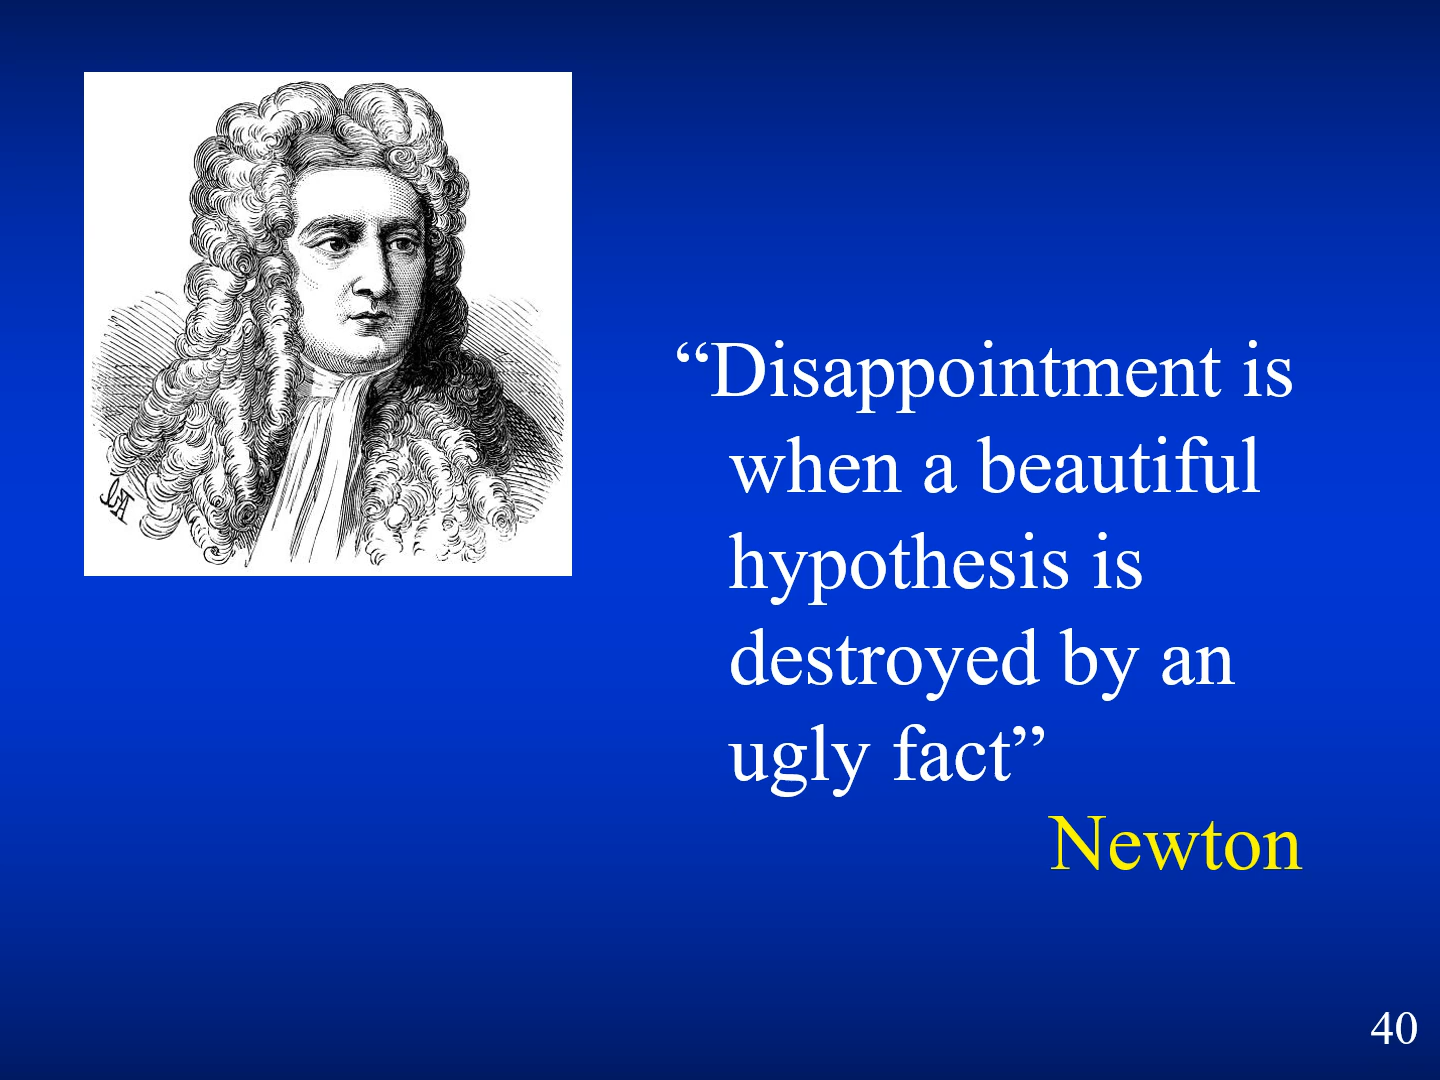 “Disappointment is
when a beautiful
hypothesis is
destroyed by an
ugly fact”
Newton
40